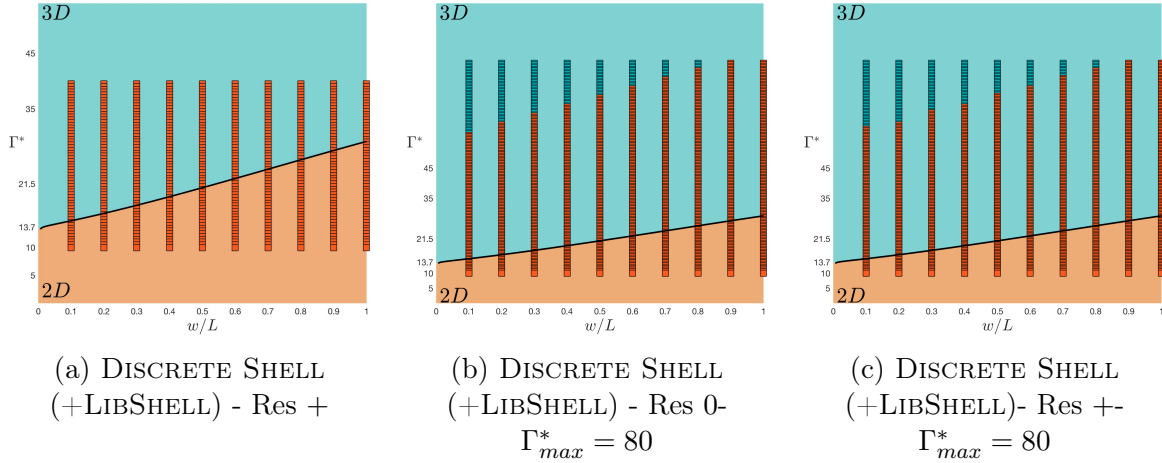 3D
45
35
Γ*
21.5
13.7
10
5
2D
0 0.1 0.2 0.3 0.4 0.5 0.6 0.7 0.8 0.9 1
w/L
(a) DISCRETE SHELL
(+LIBSHELL) - Res +
3D
45
35
Γ*
21.5
13.7
10
5
2D
0 0.1 0.2 0.3 0.4 0.5 0.6 0.7 0.8 0.9 1
w/L
(b) DISCRETE SHELL
(+LIBSHELL) - Res 0-
Γ*max = 80
3D
45
35
Γ*
21.5
13.7
10
5
2D
0 0.1 0.2 0.3 0.4 0.5 0.6 0.7 0.8 0.9 1
w/L
(c) DISCRETE SHELL
(+LIBSHELL)- Res +-
Γ*max = 80